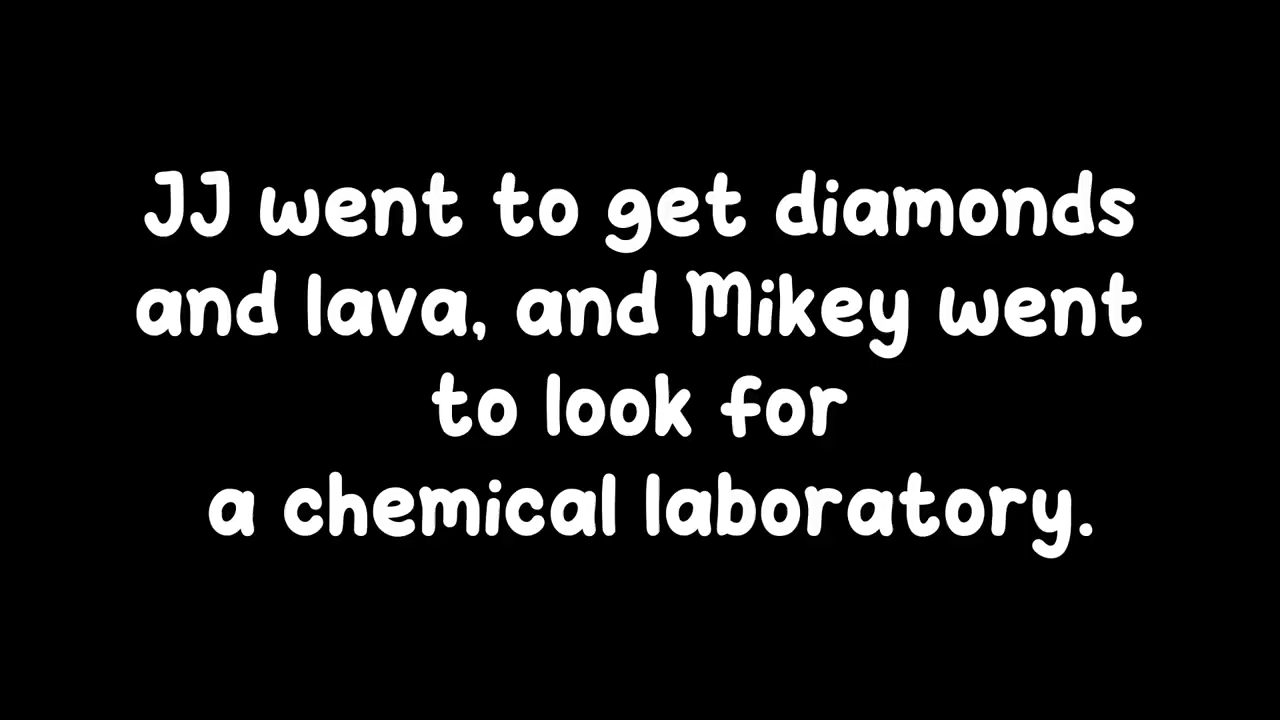 JJ went to get diamonds
and lava, and Mikey went
to look for
a chemical laboratory.